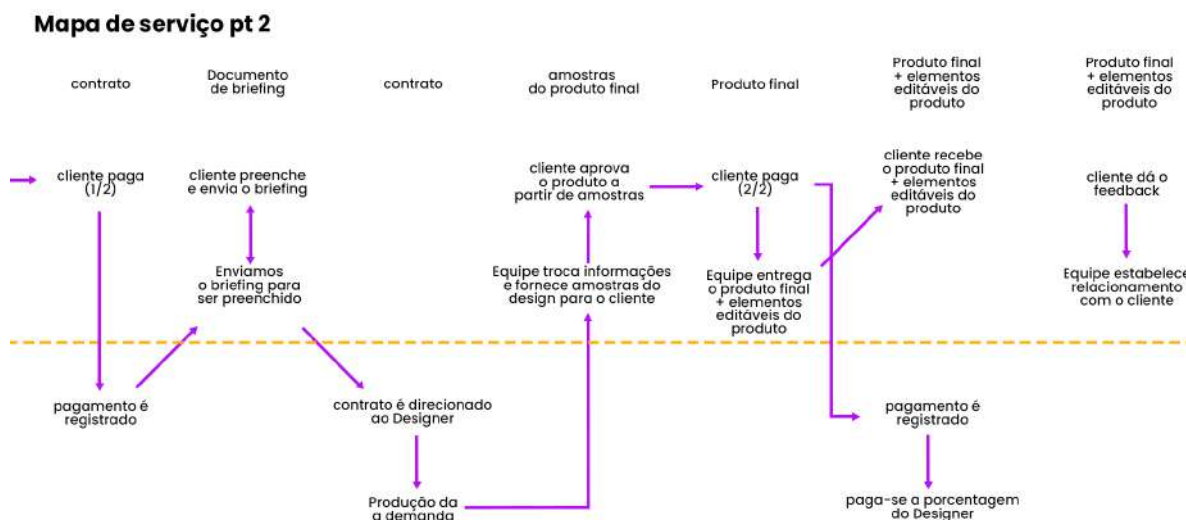 Mapa de serviço pt 2
contrato
Documento
de briefing
contrato
amostras
do produto final
Produto final
Produto final
+ elementos
editáveis do
produto
Produto final
+ elementos
editáveis do
produto
cliente paga
(1/2)
cliente preenche
e envia o briefing
cliente aprova
o produto a
partir de amostras
cliente paga
(2/2)
cliente recebe
o produto final
+ elementos
editáveis do
produto
cliente dá o
feedback
Enviamos
o briefing para
ser preenchido
Equipe troca informações
e fornece amostras do
design para o cliente
Equipe entrega
o produto final
+ elementos
editáveis do
produto
Equipe estabelece
relacionamento
com o cliente
pagamento é
registrado
contrato é direcionado
ao Designer
pagamento é
registrado
Produção da
a demanda
paga-se a porcentagem
do Designer